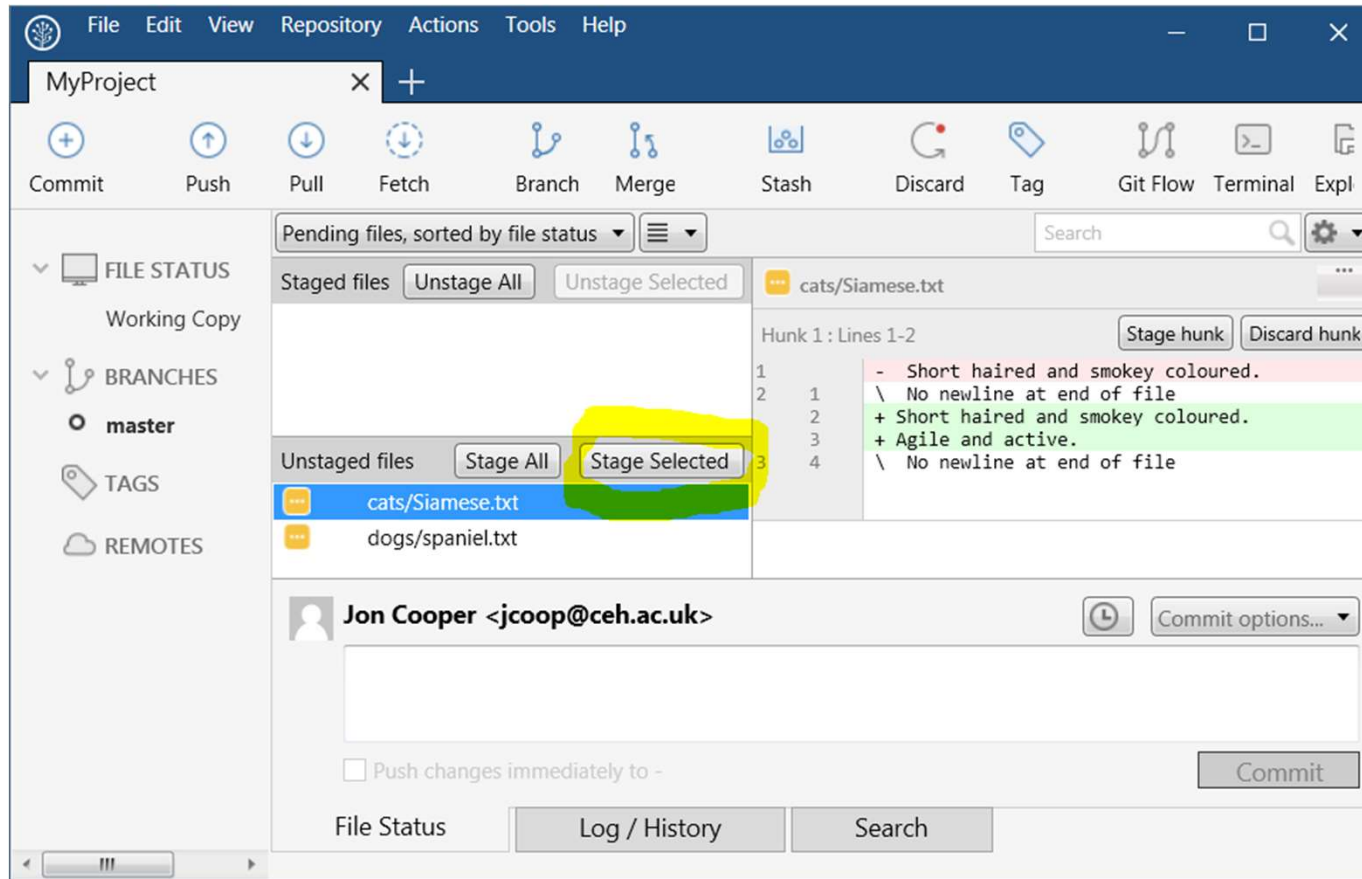 File Edit View Repository Actions Tools Help
MyProject
Commit Push Pull Fetch Branch Merge Stash Discard Tag Git Flow Terminal Expl
Pending files, sorted by file status
Search
FILE STATUS
Working Copy
BRANCHES
master
TAGS
REMOTES
Staged files Unstage All Unstage Selected
Unstaged files Stage All Stage Selected
cats/Siamese.txt
dogs/spaniel.txt
cats/Siamese.txt
Hunk 1 : Lines 1-2 Stage hunk Discard hunk
1 - Short haired and smokey coloured.
2 1 \ No newline at end of file
2 + Short haired and smokey coloured.
3 + Agile and active.
3 4 \ No newline at end of file
Jon Cooper <jcoop@ceh.ac.uk>
Commit options...
Push changes immediately to -
Commit
File Status Log / History Search